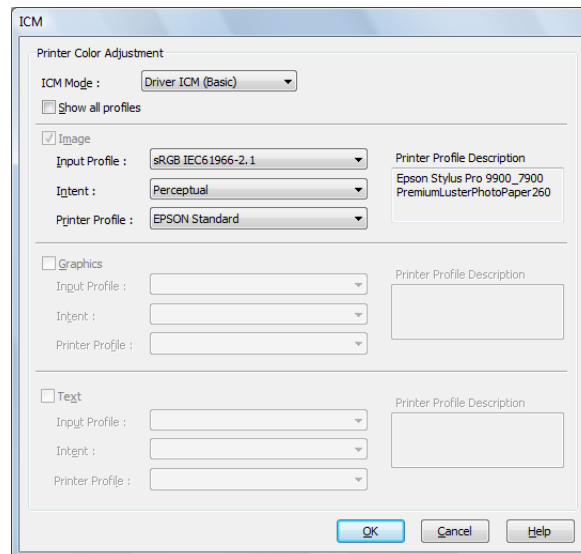 ICM
Printer Color Adjustment
ICM Mode :
Driver ICM (Basic)
Show all profiles
Image
Input Profile :
sRGB IEC61966-2.1
Intent :
Perceptual
Printer Profile :
EPSON Standard
Printer Profile Description
Epson Stylus Pro 9900_7900
PremiumLusterPhotoPaper260
Graphics
Input Profile :
Intent :
Printer Profile :
Printer Profile Description
Text
Input Profile :
Intent :
Printer Profile :
Printer Profile Description
OK
Cancel
Help